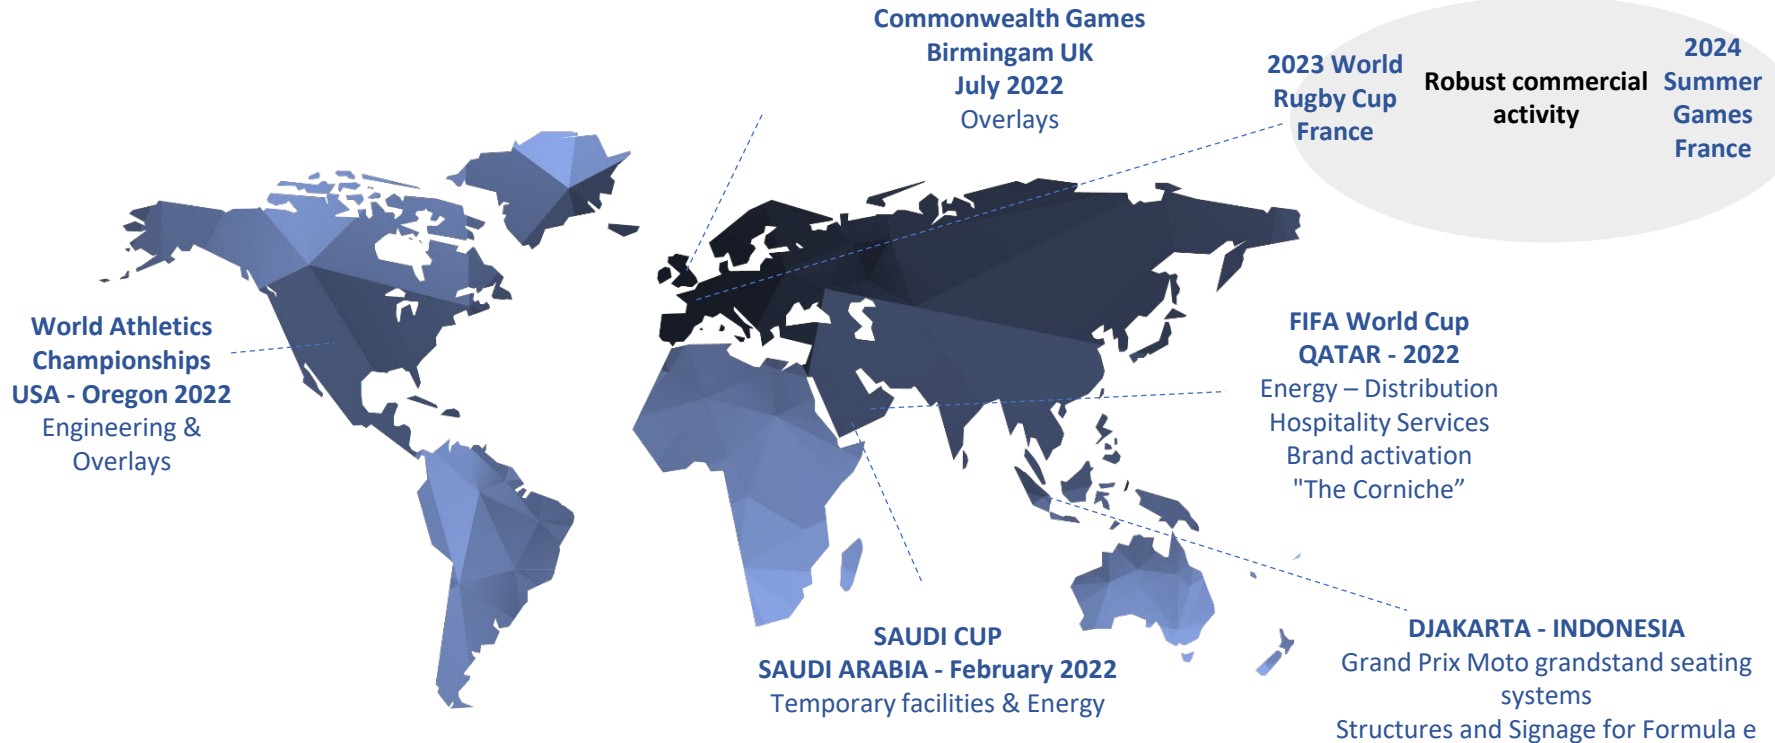 Commonwealth Games
Birmingam UK
July 2022
Overlays
2023 World
Rugby Cup
France
Robust commercial
activity
2024
Summer
Games
France
World Athletics
Championships
USA - Oregon 2022
Engineering &
Overlays
FIFA World Cup
QATAR - 2022
Energy – Distribution
Hospitality Services
Brand activation
"The Corniche”
SAUDI CUP
SAUDI ARABIA - February 2022
Temporary facilities & Energy
DJAKARTA - INDONESIA
Grand Prix Moto grandstand seating
systems
Structures and Signage for Formula e